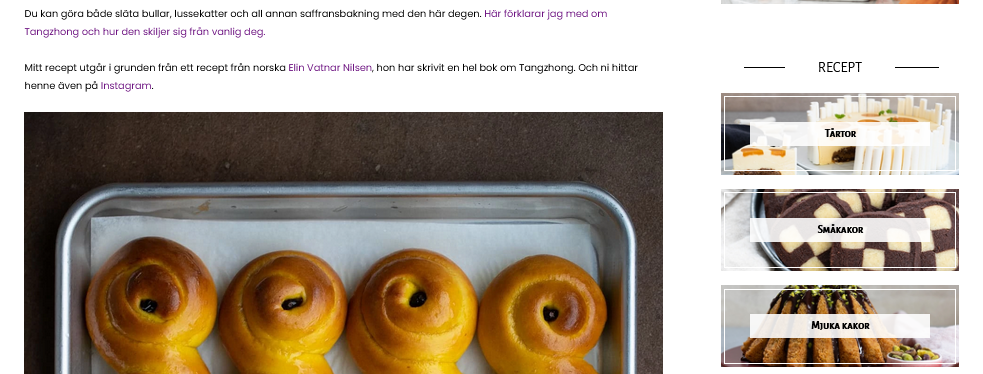 Du kan göra både släta bullar, lussekatter och all annan saffransbakning med den här degen. Här förklarar jag med om
Tangzhong och hur den skiljer sig från vanlig deg.
Mitt recept utgår i grunden från ett recept från norska Elin Vatnar Nilsen, hon har skrivit en hel bok om Tangzhong. Och ni hittar
henne även på Instagram.
RECEPT
Tårtor
Småkakor
Mjuka kakor